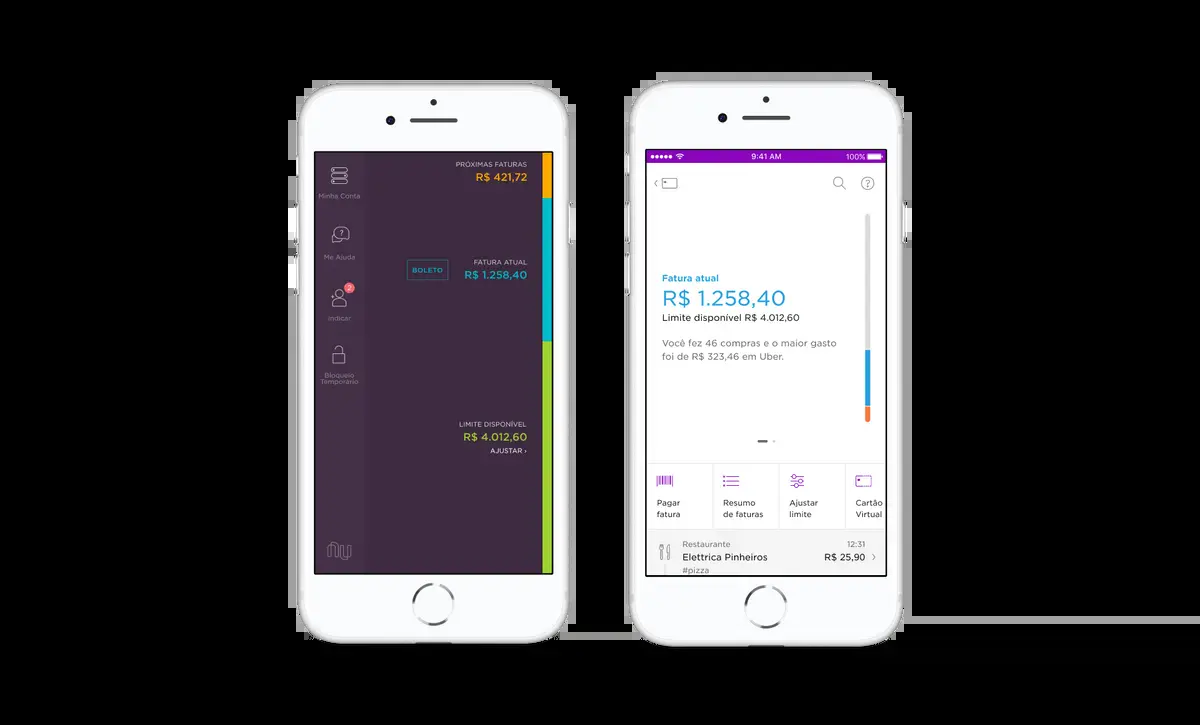 PRÓXIMAS FATURAS
R$ 421,72
Minha Conta
?
Me Ajuda
BOLETO
FATURA ATUAL
R$ 1.258,40
2
Indicar
Bloqueio
Temporário
LIMITE DISPONÍVEL
R$ 4.012,60
AJUSTAR ›
nu
9:41 AM
100%
?
Fatura atual
R$ 1.258,40
Limite disponível R$ 4.012,60
Você fez 46 compras e o maior gasto
foi de R$ 323,46 em Uber.
Pagar
fatura
Resumo
de faturas
Ajustar
limite
Cartão
Virtual
Restaurante
12:31
Elettrica Pinheiros
R$ 25,90
#pizza